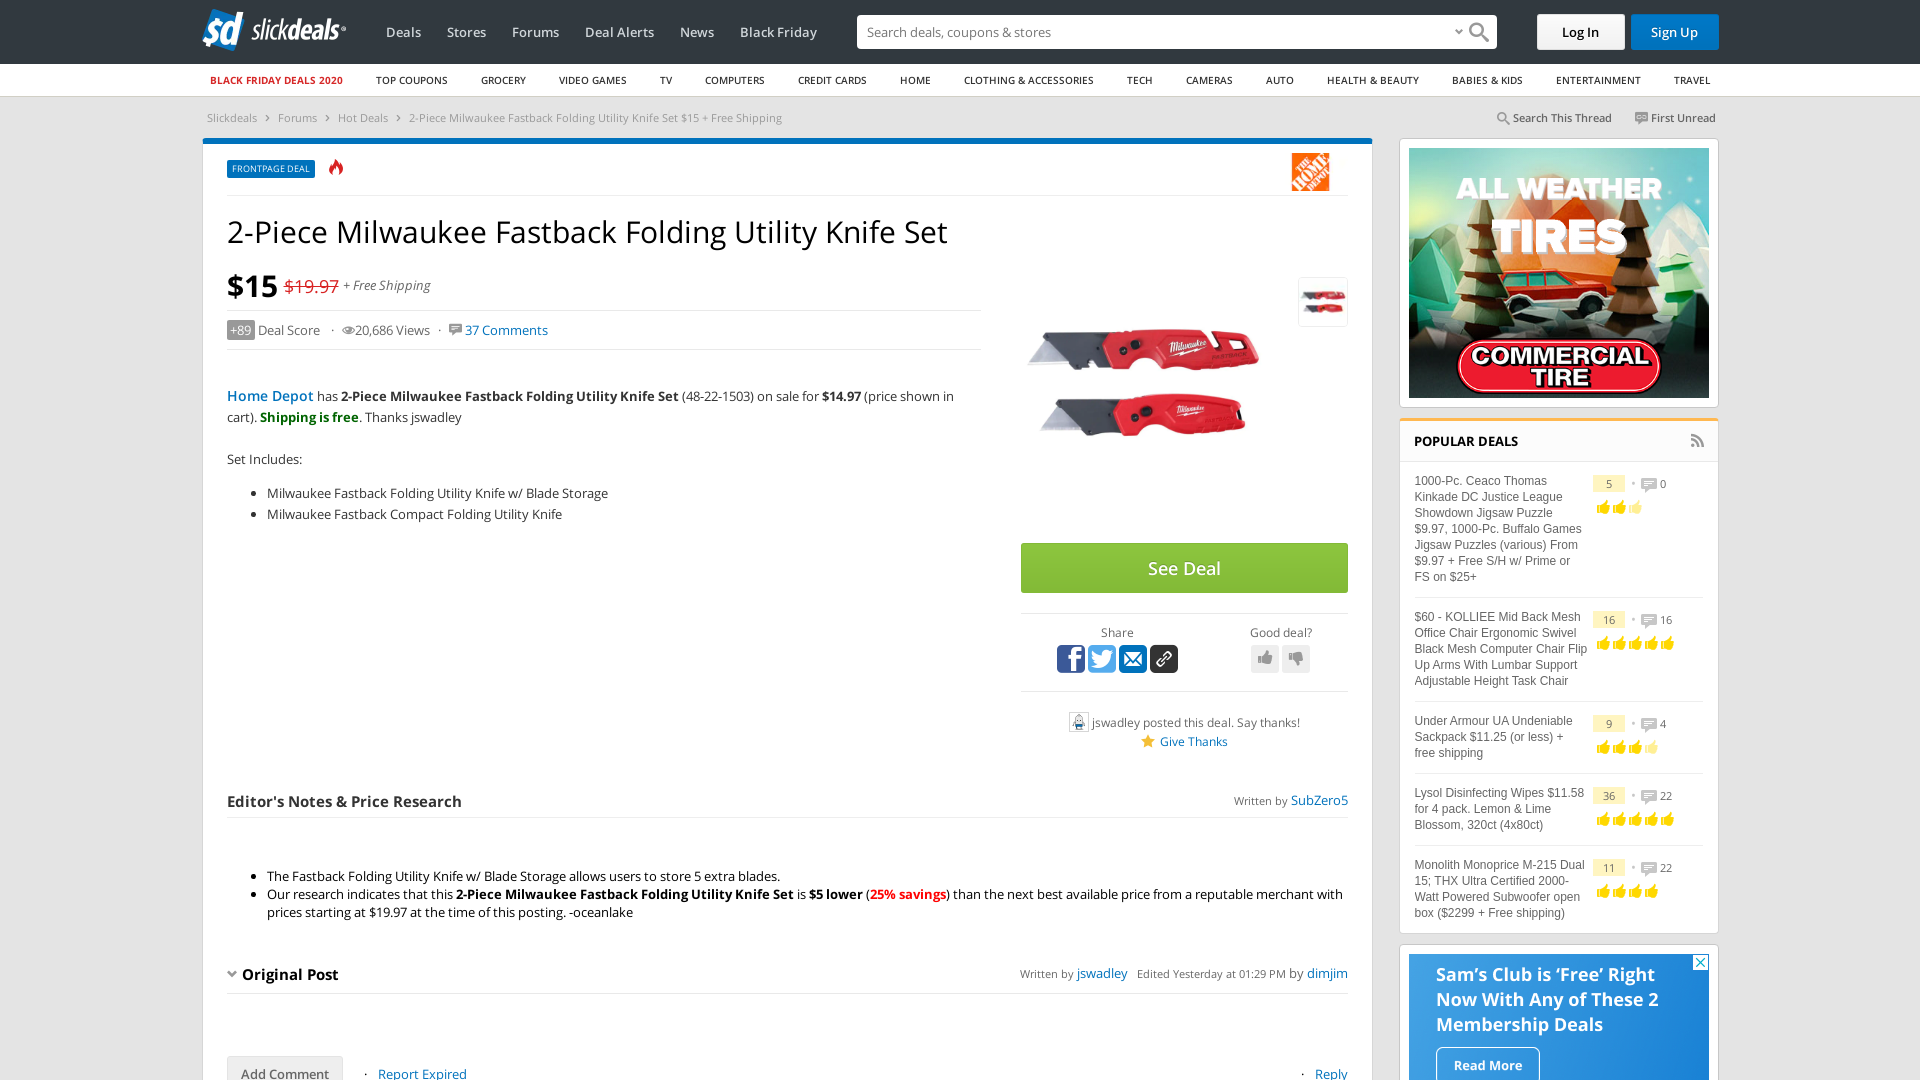 sd slickdeals
Deals
Stores
Forums
Deal Alerts
News
Black Friday
Search deals, coupons & stores
Log In
Sign Up
BLACK FRIDAY DEALS 2020
TOP COUPONS
GROCERY
VIDEO GAMES
TV
COMPUTERS
CREDIT CARDS
HOME
CLOTHING & ACCESSORIES
TECH
CAMERAS
AUTO
HEALTH & BEAUTY
BABIES & KIDS
ENTERTAINMENT
TRAVEL
Slickdeals › Forums › Hot Deals › 2-Piece Milwaukee Fastback Folding Utility Knife Set $15 + Free Shipping
Search This Thread
First Unread
FRONTPAGE DEAL
THE HOME DEPOT
2-Piece Milwaukee Fastback Folding Utility Knife Set
$15 $19.97 + Free Shipping
+89 Deal Score · 20,686 Views · 37 Comments
Home Depot has 2-Piece Milwaukee Fastback Folding Utility Knife Set (48-22-1503) on sale for $14.97 (price shown in
cart). Shipping is free. Thanks jswadley
Set Includes:
• Milwaukee Fastback Folding Utility Knife w/ Blade Storage
• Milwaukee Fastback Compact Folding Utility Knife
Milwaukee
FASTBACK
Milwaukee
See Deal
Share
Good deal?
jswadley posted this deal. Say thanks!
Give Thanks
Editor's Notes & Price Research
Written by SubZero5
• The Fastback Folding Utility Knife w/ Blade Storage allows users to store 5 extra blades.
• Our research indicates that this 2-Piece Milwaukee Fastback Folding Utility Knife Set is $5 lower (25% savings) than the next best available price from a reputable merchant with
prices starting at $19.97 at the time of this posting. -oceanlake
Original Post
Written by jswadley Edited Yesterday at 01:29 PM by dimjim
Add Comment
· Report Expired
· Reply
ALL WEATHER
TIRES
COMMERCIAL
TIRE
POPULAR DEALS
1000-Pc. Ceaco Thomas
Kinkade DC Justice League
Showdown Jigsaw Puzzle
$9.97, 1000-Pc. Buffalo Games
Jigsaw Puzzles (various) From
$9.97 + Free S/H w/ Prime or
FS on $25+
5 • 0
$60 - KOLLIEE Mid Back Mesh
Office Chair Ergonomic Swivel
Black Mesh Computer Chair Flip
Up Arms With Lumbar Support
Adjustable Height Task Chair
16 • 16
Under Armour UA Undeniable
Sackpack $11.25 (or less) +
free shipping
9 • 4
Lysol Disinfecting Wipes $11.58
for 4 pack. Lemon & Lime
Blossom, 320ct (4x80ct)
36 • 22
Monolith Monoprice M-215 Dual
15; THX Ultra Certified 2000-
Watt Powered Subwoofer open
box ($2299 + Free shipping)
11 • 22
Sam's Club is ‘Free’ Right
Now With Any of These 2
Membership Deals
Read More